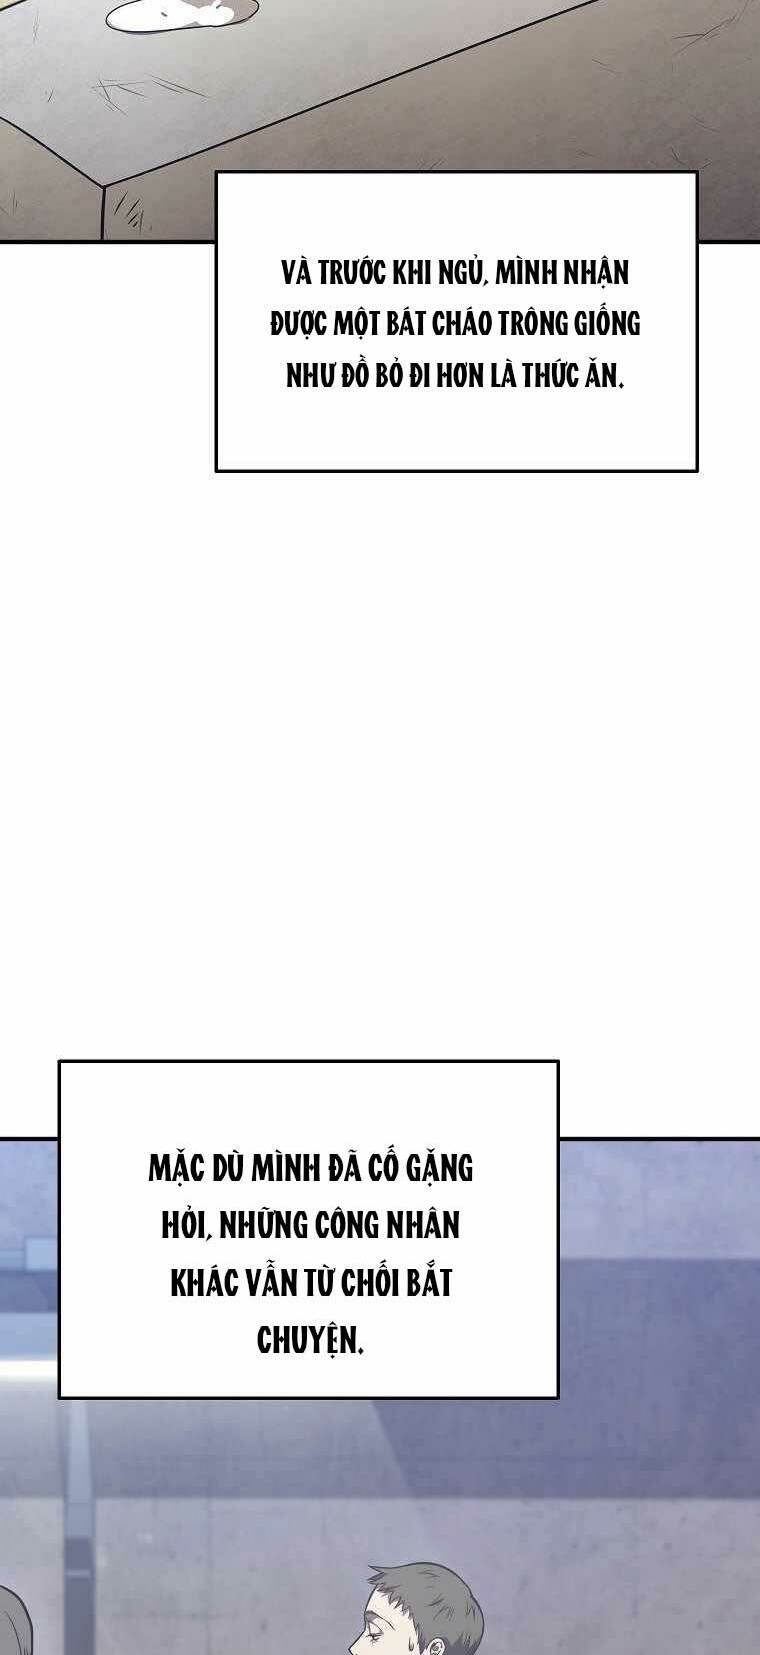 VÀ TRƯỚC KHI NGỦ, MÌNH NHẬN
ĐƯỢC MỘT BÁT CHÁO TRÔNG GIỐNG
NHƯ ĐỒ BỎ ĐI HƠN LÀ THỨC ĂN.
MẶC DÙ MÌNH ĐÃ CỐ GẶNG
HỎI, NHỮNG CÔNG NHÂN
KHÁC VẪN TỪ CHỐI BẮT
CHUYỆN.